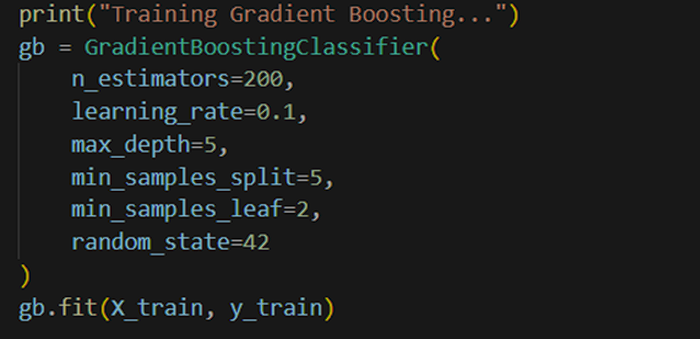 print("Training Gradient Boosting...")
gb = GradientBoostingClassifier(
    n_estimators=200,
    learning_rate=0.1,
    max_depth=5,
    min_samples_split=5,
    min_samples_leaf=2,
    random_state=42
)
gb.fit(X_train, y_train)